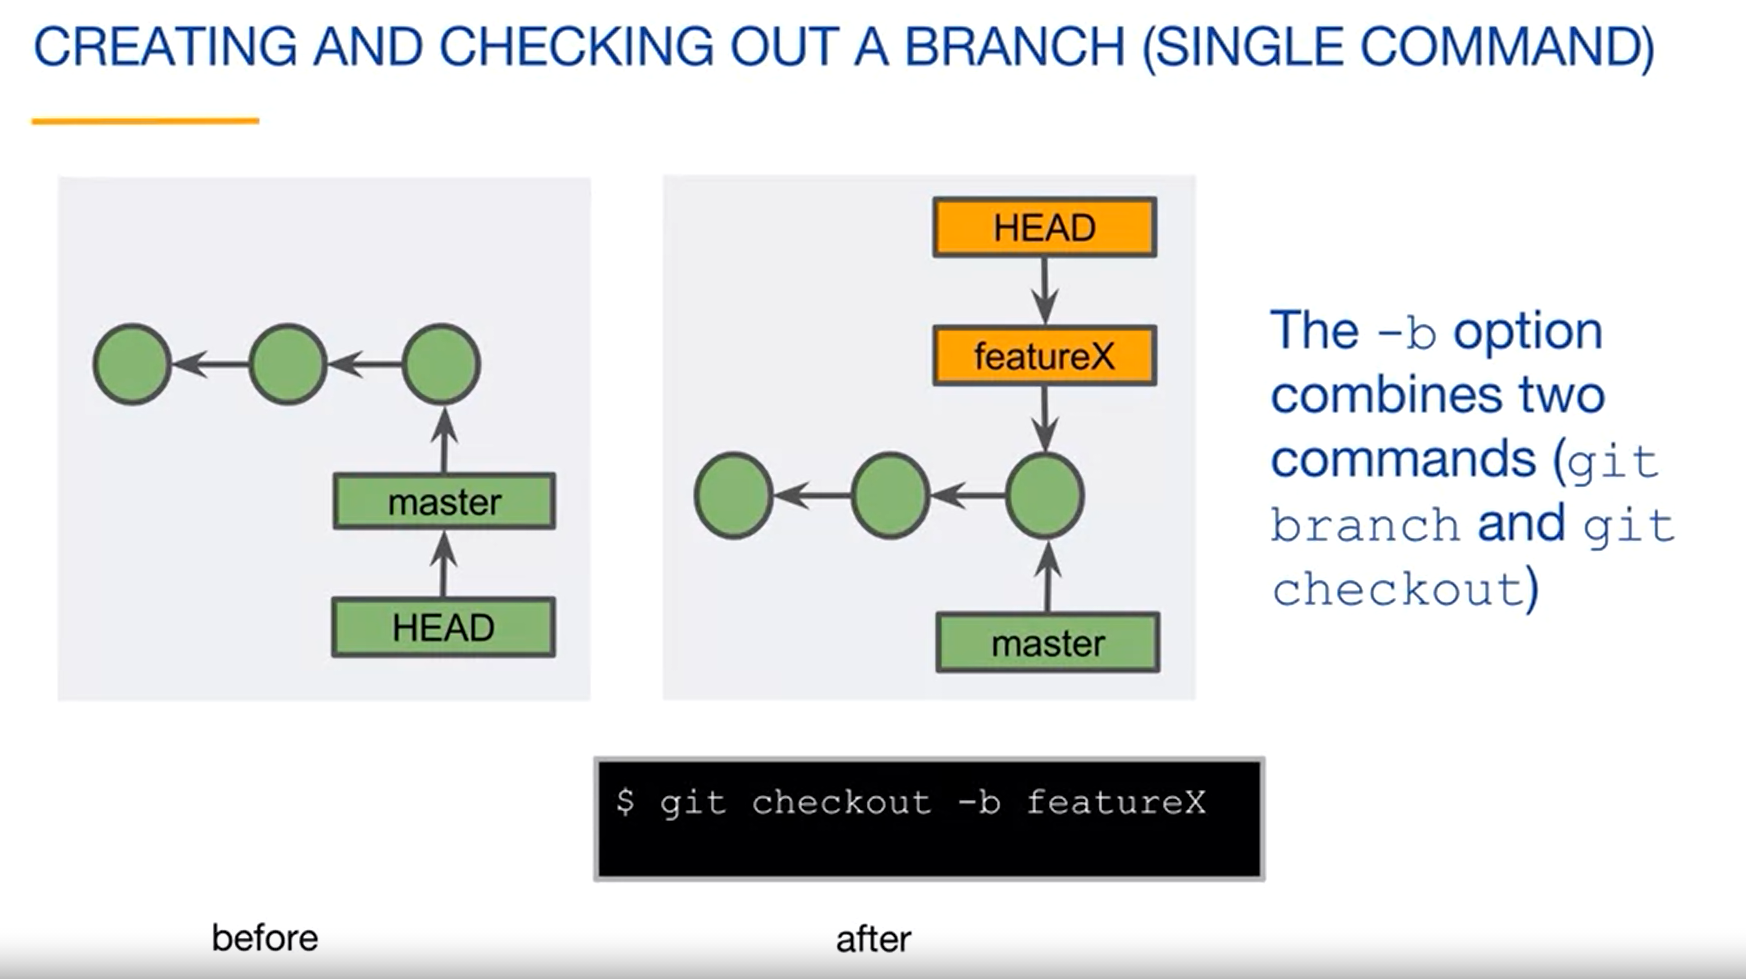 CREATING AND CHECKING OUT A BRANCH (SINGLE COMMAND)
master
HEAD
HEAD
featureX
master
The -b option
combines two
commands (git
branch and git
checkout)
$ git checkout -b featureX
before
after